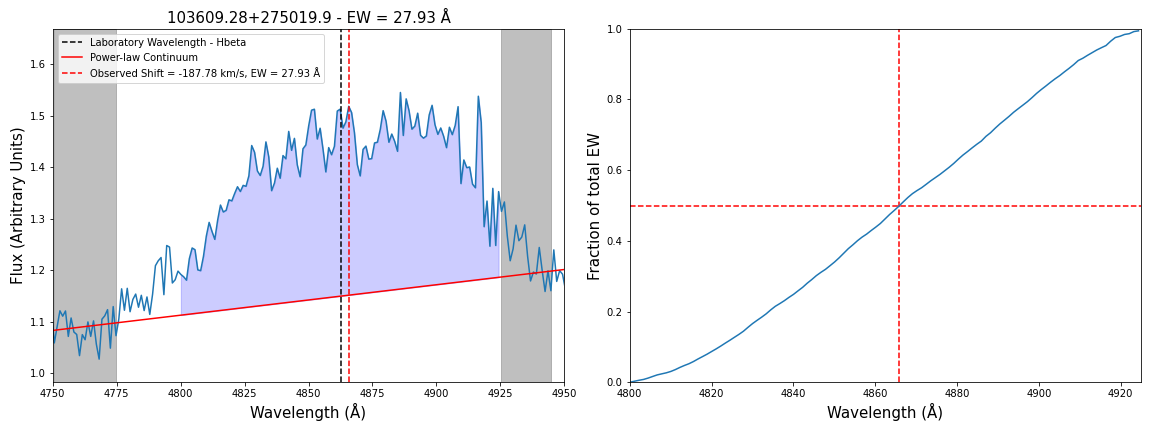 103609.28+275019.9 - EW = 27.93 Å
Laboratory Wavelength - Hbeta
Power-law Continuum
Observed Shift = -187.78 km/s, EW = 27.93 Å
Flux (Arbitrary Units)
1.6
1.5
1.4
1.3
1.2
1.1
1.0
4750 4775 4800 4825 4850 4875 4900 4925 4950
Wavelength (Å)
Fraction of total EW
1.0
0.8
0.6
0.4
0.2
0.0
4800 4820 4840 4860 4880 4900 4920
Wavelength (Å)